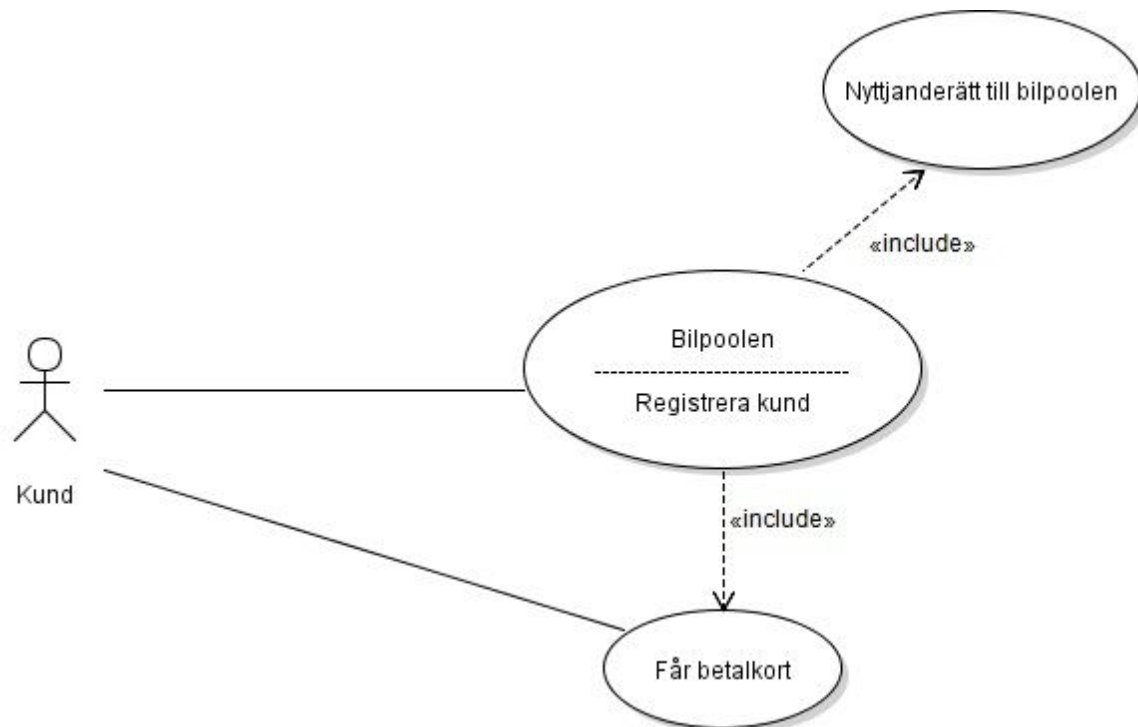 Nyttjanderätt till bilpoolen
«include»
Bilpoolen
Registrera kund
Kund
«include»
Får betalkort